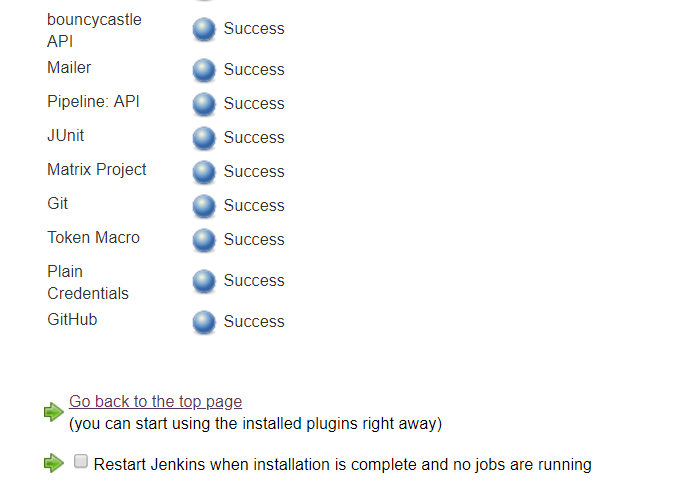 bouncycastle
API
Success
Mailer Success
Pipeline: API Success
JUnit Success
Matrix Project Success
Git Success
Token Macro Success
Plain
Credentials
Success
GitHub Success
Go back to the top page
(you can start using the installed plugins right away)
Restart Jenkins when installation is complete and no jobs are running